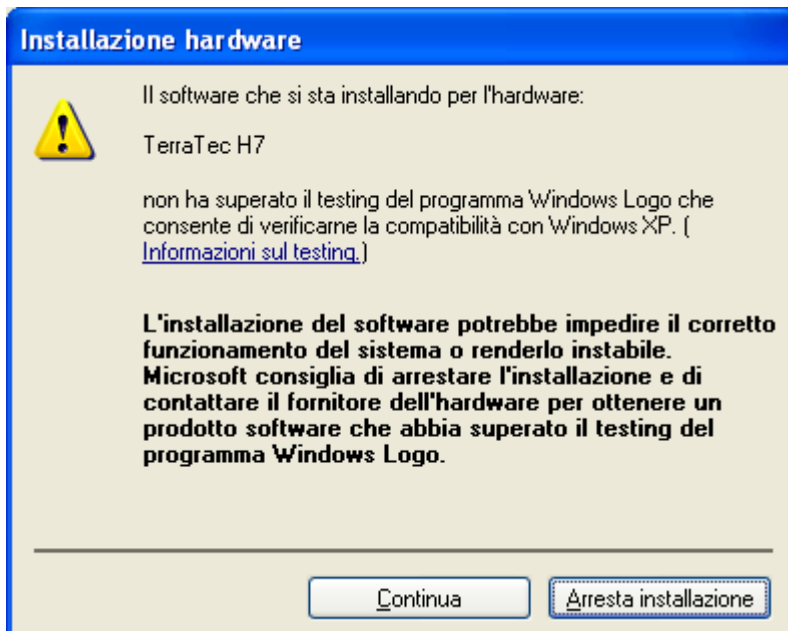 Installazione hardware
Il software che si sta installando per l'hardware:
TerraTec H7
non ha superato il testing del programma Windows Logo che
consente di verificarne la compatibilità con Windows XP. (
Informazioni sul testing.)
L'installazione del software potrebbe impedire il corretto
funzionamento del sistema o renderlo instabile.
Microsoft consiglia di arrestare l'installazione e di
contattare il fornitore dell'hardware per ottenere un
prodotto software che abbia superato il testing del
programma Windows Logo.
Continua
Arresta installazione